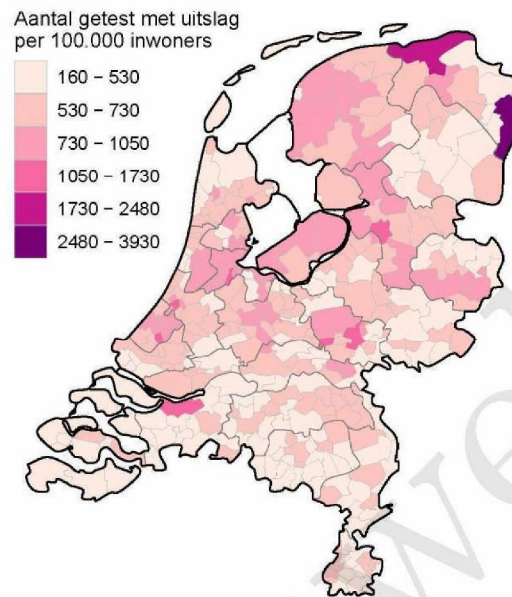 Aantal getest met uitslag
per 100.000 inwoners
160 – 530
530 – 730
730 – 1050
1050 – 1730
1730 – 2480
2480 – 3930